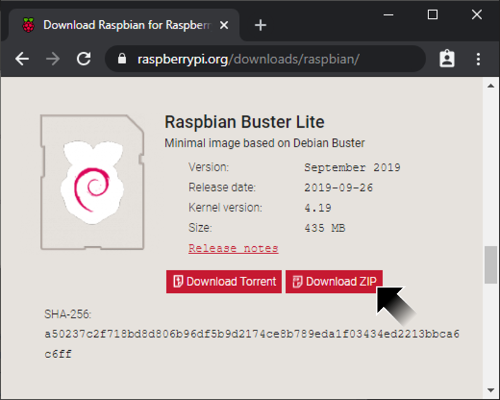 Download Raspbian for Raspberr
raspberrypi.org/downloads/raspbian/
Raspbian Buster Lite
Minimal image based on Debian Buster
Version: September 2019
Release date: 2019-09-26
Kernel version: 4.19
Size: 435 MB
Release notes
Download Torrent Download ZIP
SHA-256:
a50237c2f718bd8d806b96df5b9d2174ce8b789eda1f03434ed2213bbca6
c6ff